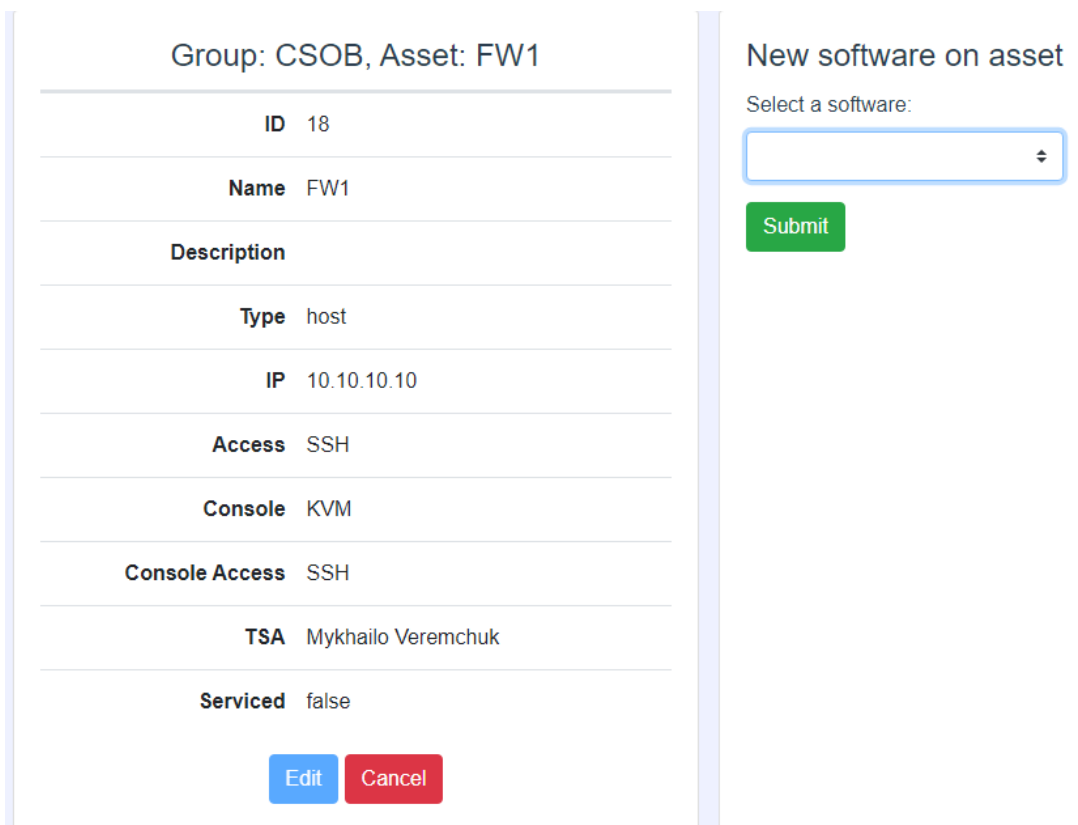 Group: CSOB, Asset: FW1
ID 18
Name FW1
Description
Type host
IP 10.10.10.10
Access SSH
Console KVM
Console Access SSH
TSA Mykhailo Veremchuk
Serviced false
Edit Cancel
New software on asset
Select a software:
Submit